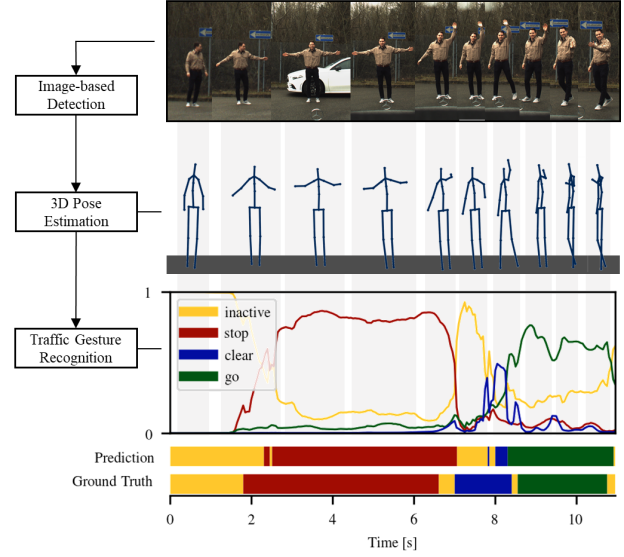 Image-based
Detection
3D Pose
Estimation
Traffic Gesture
Recognition
1
0
inactive
stop
clear
go
Prediction
Ground Truth
0
2
4
6
8
10
Time [s]